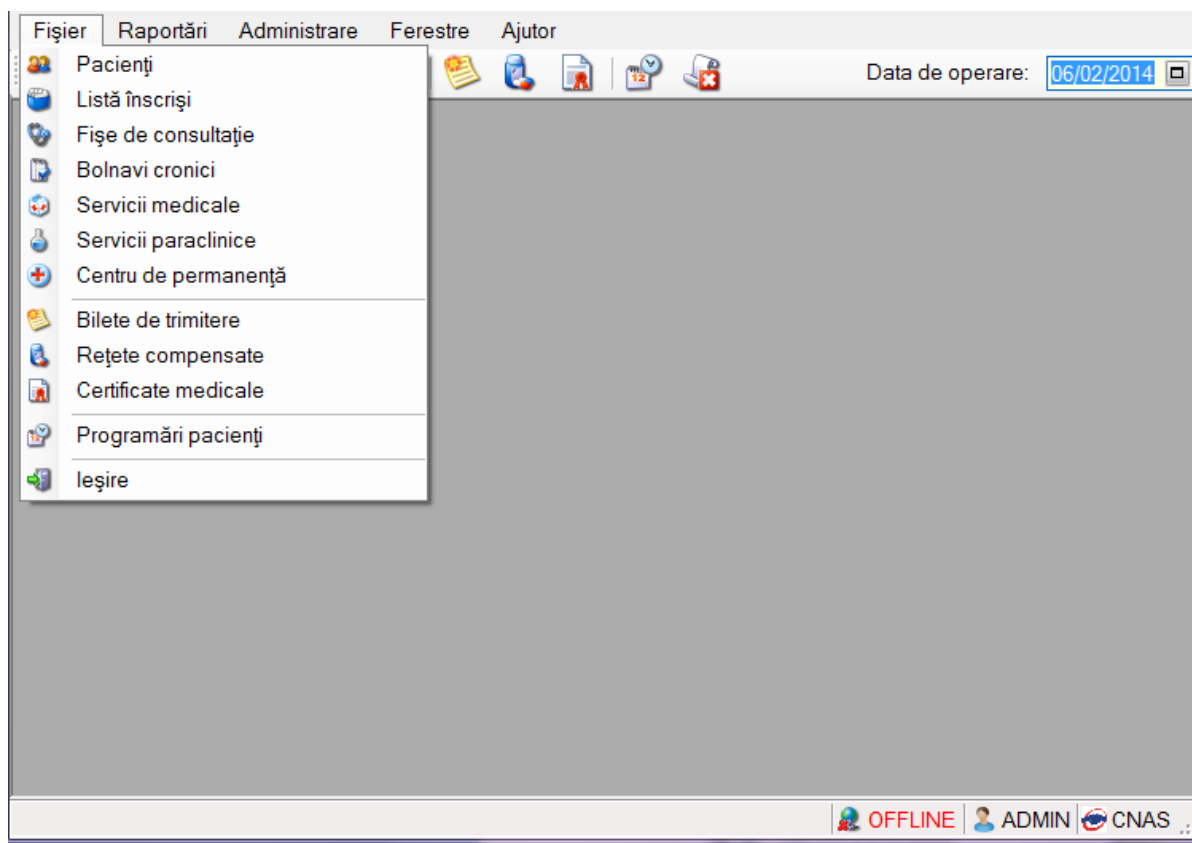 Fişier Raportări Administrare Ferestre Ajutor
Data de operare: 06/02/2014
Pacienţi
Listă înscrişi
Fişe de consultaţie
Bolnavi cronici
Servicii medicale
Servicii paraclinice
Centru de permanenţă
Bilete de trimitere
Reţete compensate
Certificate medicale
Programări pacienţi
Ieşire
OFFLINE ADMIN CNAS